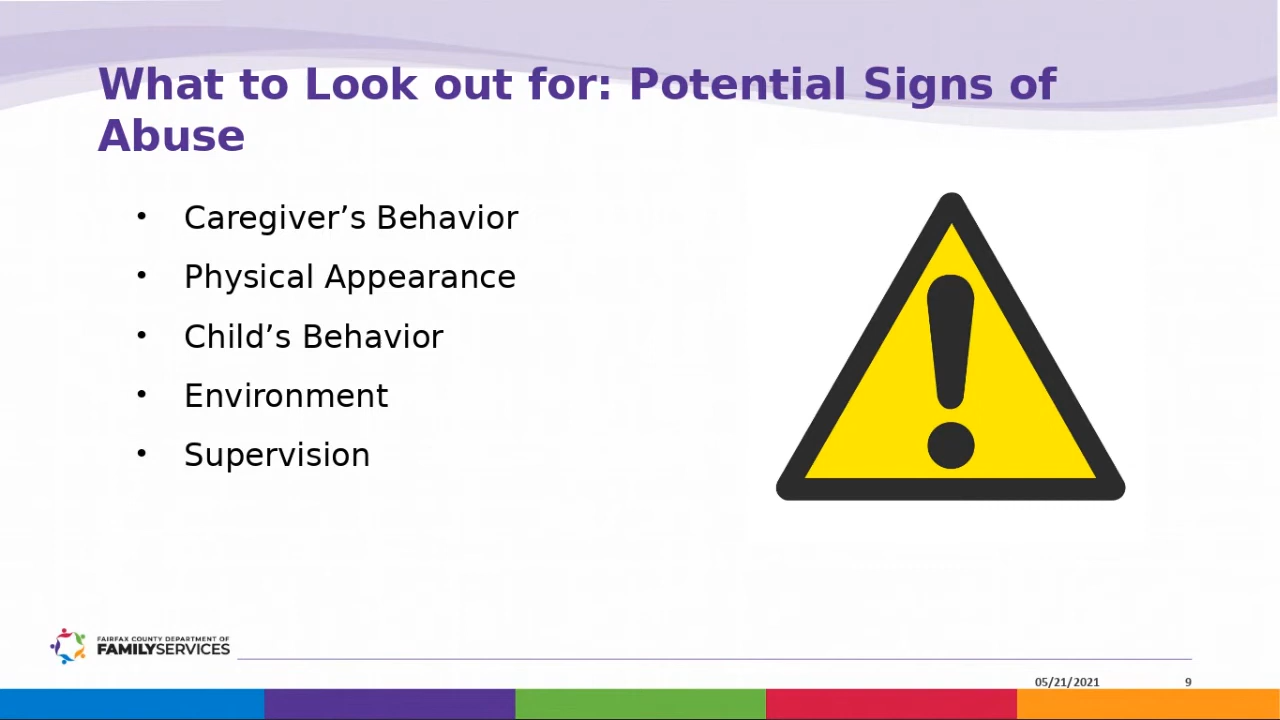 What to Look out for: Potential Signs of
Abuse
• Caregiver’s Behavior
• Physical Appearance
• Child’s Behavior
• Environment
• Supervision
FAIRFAX COUNTY DEPARTMENT OF
FAMILYSERVICES
05/21/2021 9